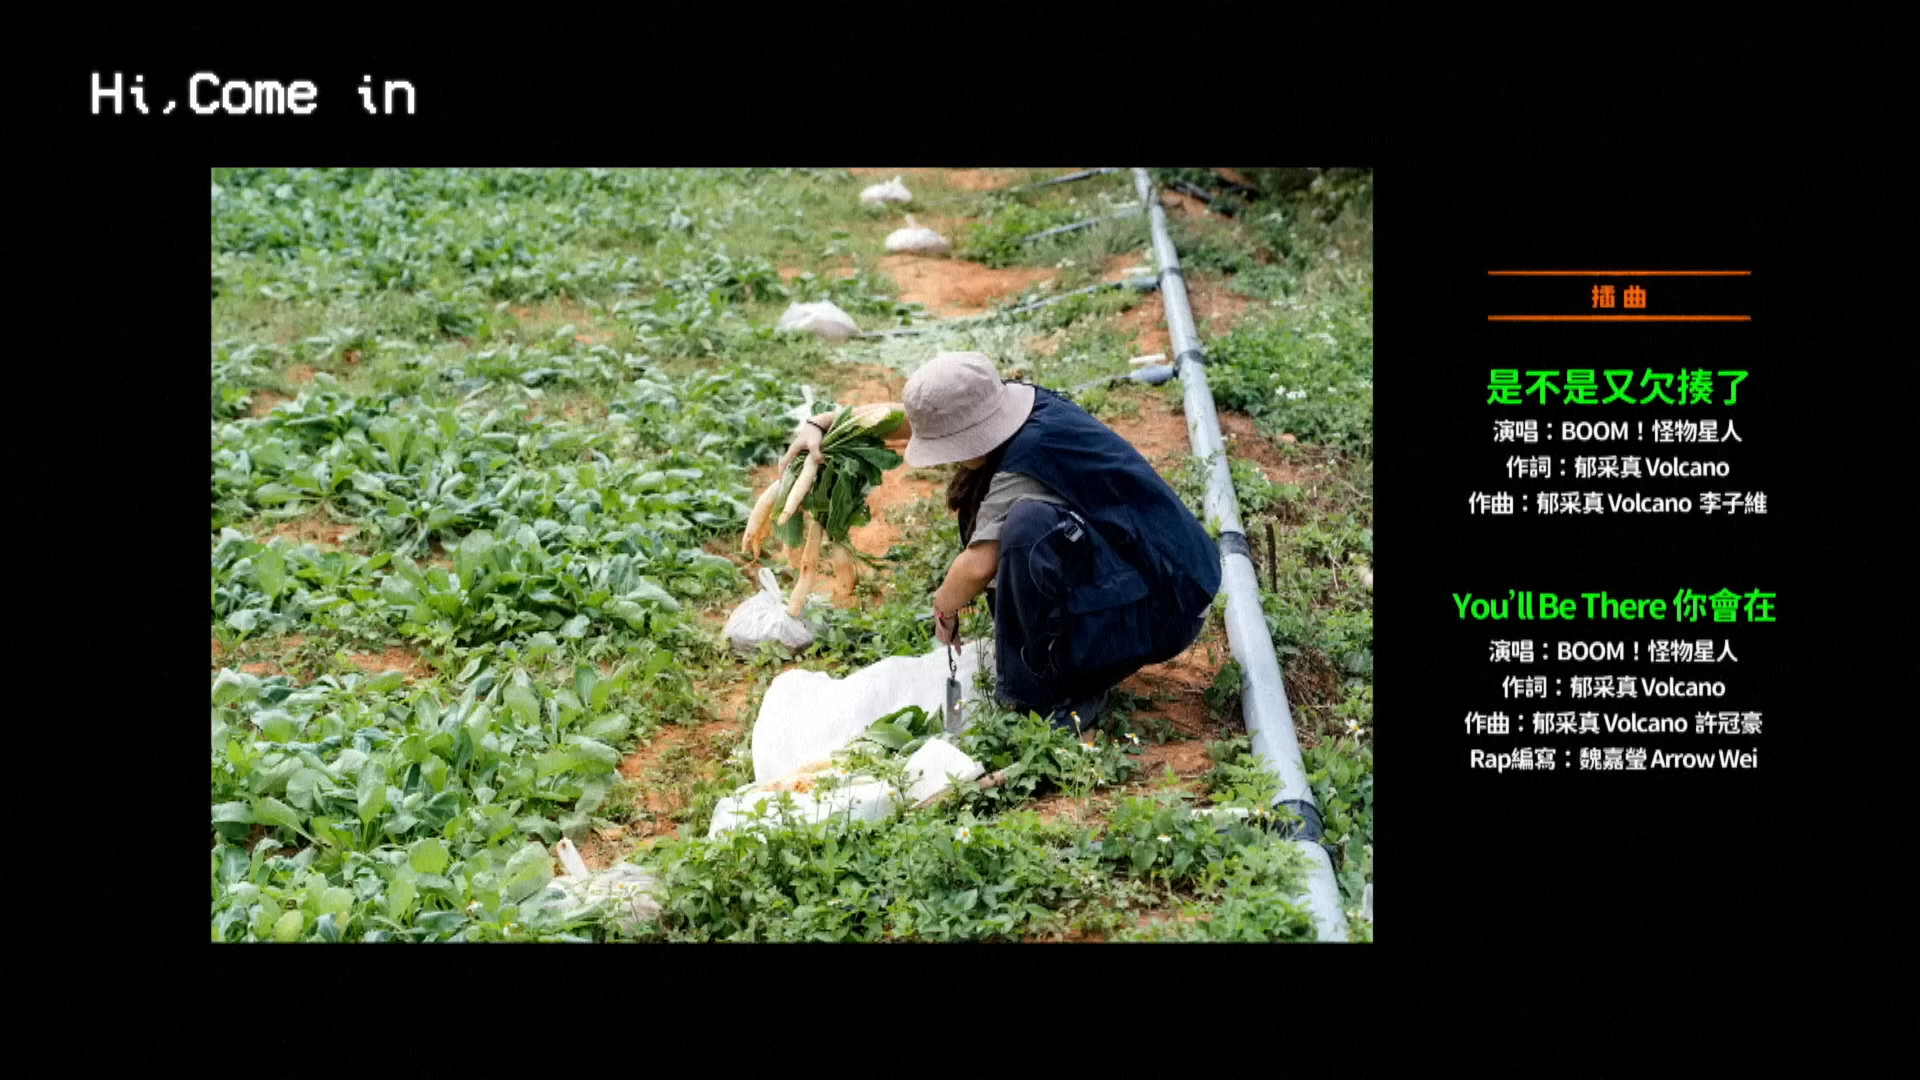 Hi,Come in
插曲
是不是又欠揍了
演唱：BOOM！怪物星人
作詞：郁采真 Volcano
作曲：郁采真 Volcano 李子維
You’ll Be There 你會在
演唱：BOOM！怪物星人
作詞：郁采真 Volcano
作曲：郁采真 Volcano 許冠豪
Rap編寫：魏嘉瑩 Arrow Wei